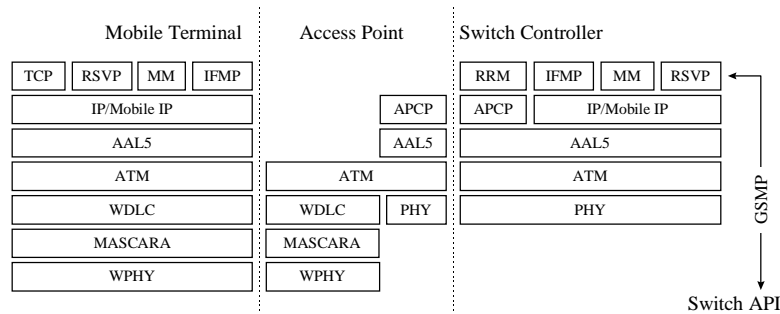 Mobile Terminal Access Point Switch Controller
TCP RSVP MM IFMP RRM IFMP MM RSVP
IP/Mobile IP APCP APCP IP/Mobile IP
AAL5 AAL5 AAL5
ATM ATM ATM
WDLC WDLC PHY PHY
MASCARA MASCARA
WPHY WPHY
GSMP
Switch API